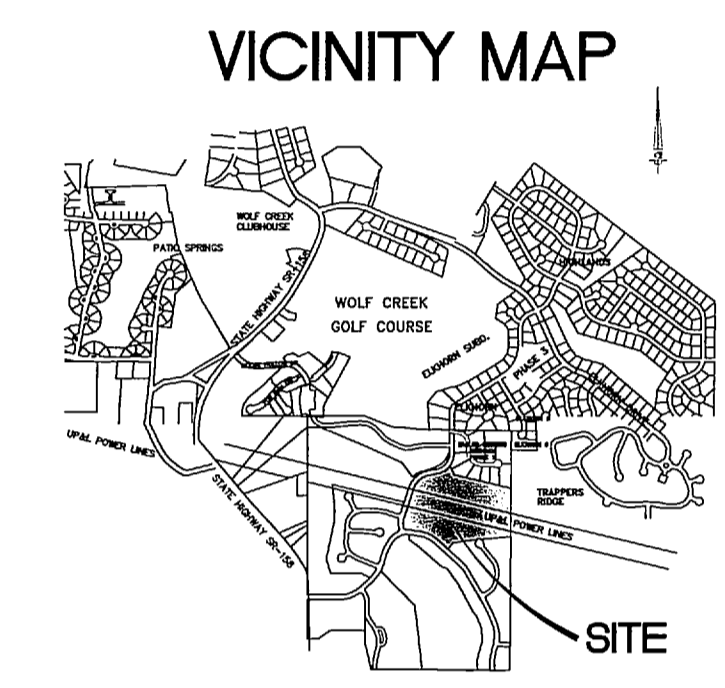 VICINITY MAP
WOLF CREEK
CLUBHOUSE
PATIO SPRINGS
HIGHLANDS
STATE HIGHWAY SR-158
WOLF CREEK
GOLF COURSE
ELKHORN SUBD.
PHASE 3
ELKHORN
UP&L POWER LINES
TRAPPERS
RIDGE
STATE HIGHWAY SR-158
UP&L POWER LINES
SITE